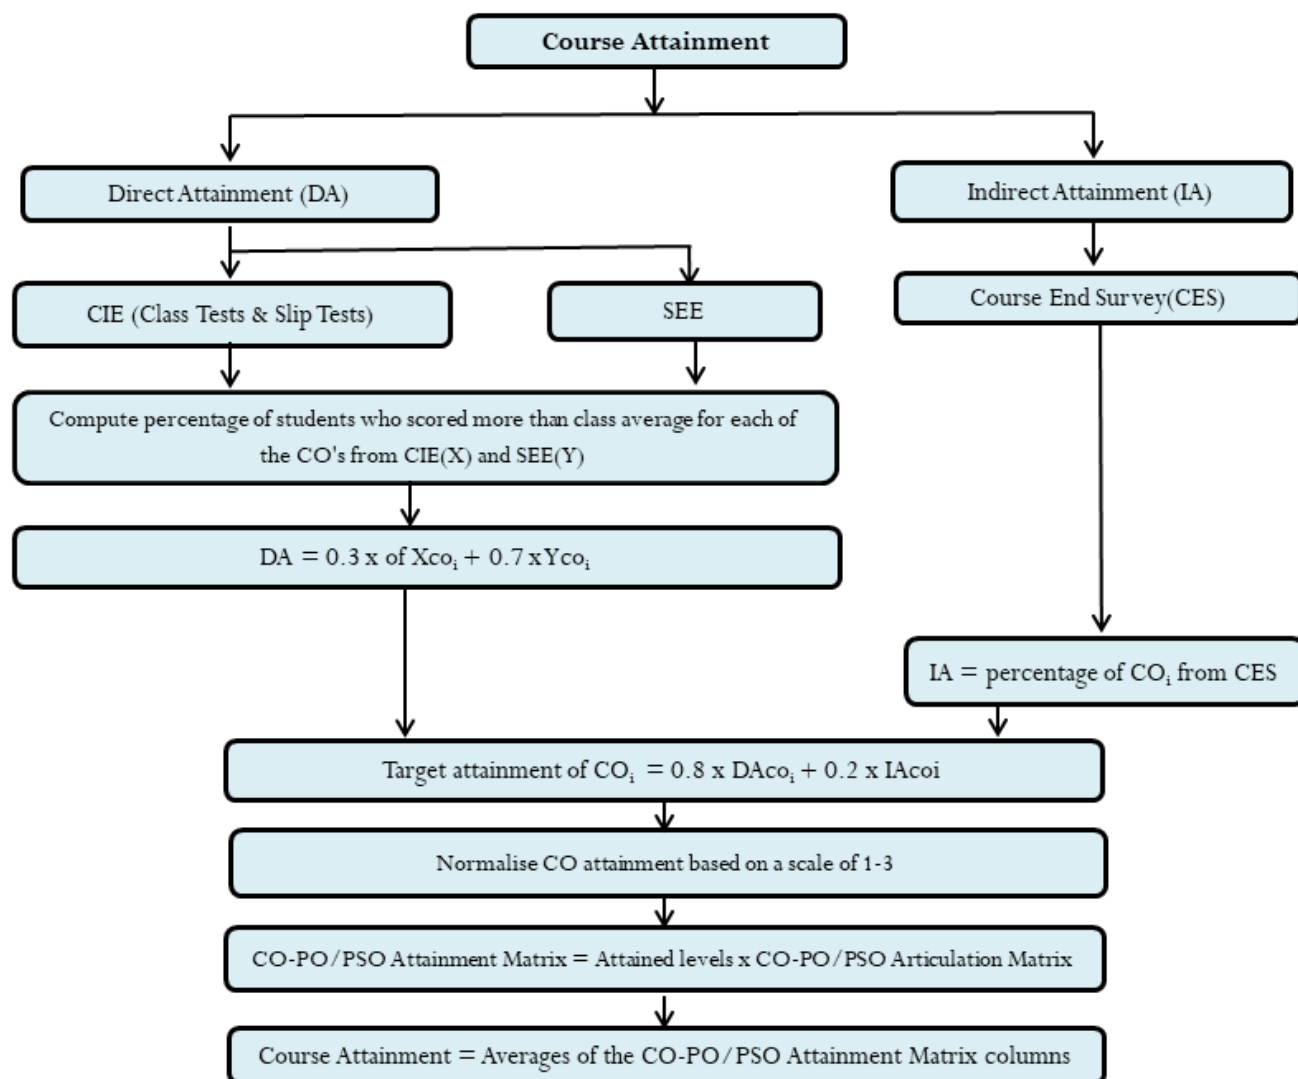 Course Attainment
Direct Attainment (DA)
Indirect Attainment (IA)
CIE (Class Tests & Slip Tests)
SEE
Course End Survey(CES)
Compute percentage of students who scored more than class average for each of
the CO's from CIE(X) and SEE(Y)
DA = 0.3 x of Xcoᵢ + 0.7 x Ycoᵢ
IA = percentage of COᵢ from CES
Target attainment of COᵢ = 0.8 x DAcoᵢ + 0.2 x IAcoi
Normalise CO attainment based on a scale of 1-3
CO-PO/PSO Attainment Matrix = Attained levels x CO-PO/PSO Articulation Matrix
Course Attainment = Averages of the CO-PO/PSO Attainment Matrix columns